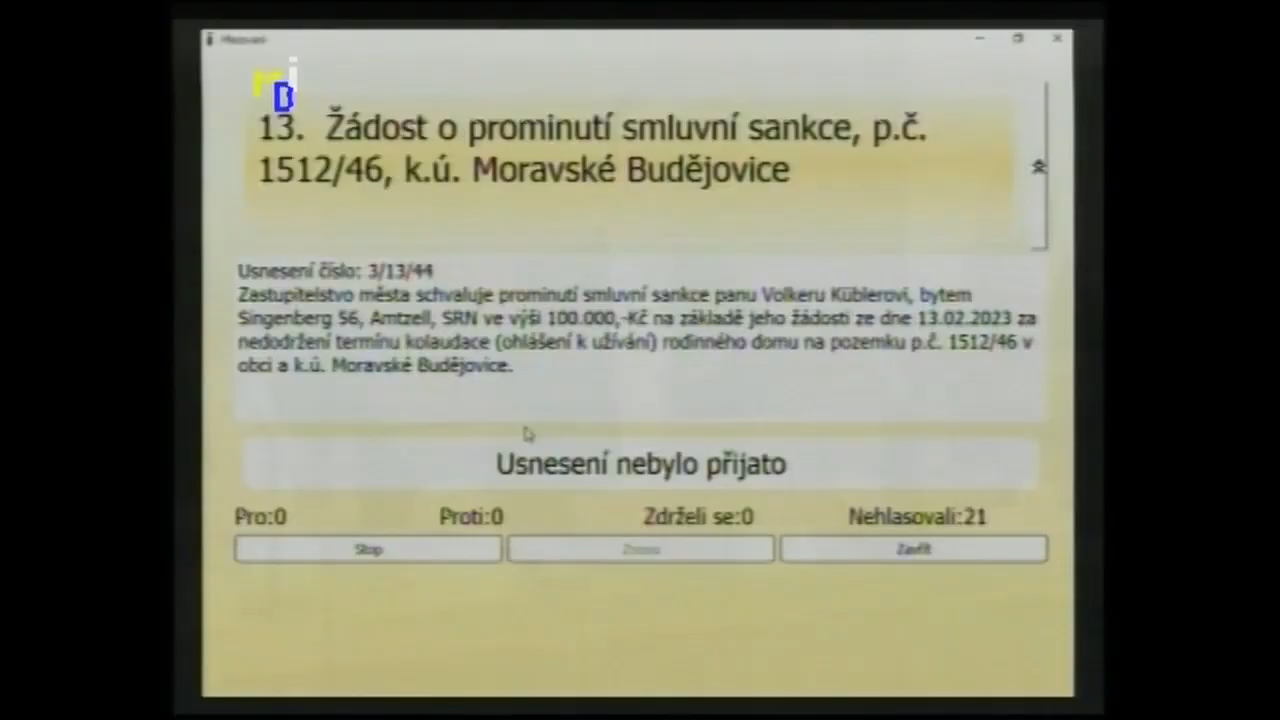 Hlasování
13. Žádost o prominutí smluvní sankce, p.č.
1512/46, k.ú. Moravské Budějovice
Usnesení číslo: 3/13/44
Zastupitelstvo města schvaluje prominutí smluvní sankce panu Volkeru Küblerovi, bytem
Singenberg 56, Amtzell, SRN ve výši 100.000,-Kč na základě jeho žádosti ze dne 13.02.2023 za
nedodržení termínu kolaudace (ohlášení k užívání) rodinného domu na pozemku p.č. 1512/46 v
obci a k.ú. Moravské Budějovice.
Usnesení nebylo přijato
Pro:0 Proti:0 Zdrželi se:0 Nehlasovali:21
Stop Zavřít